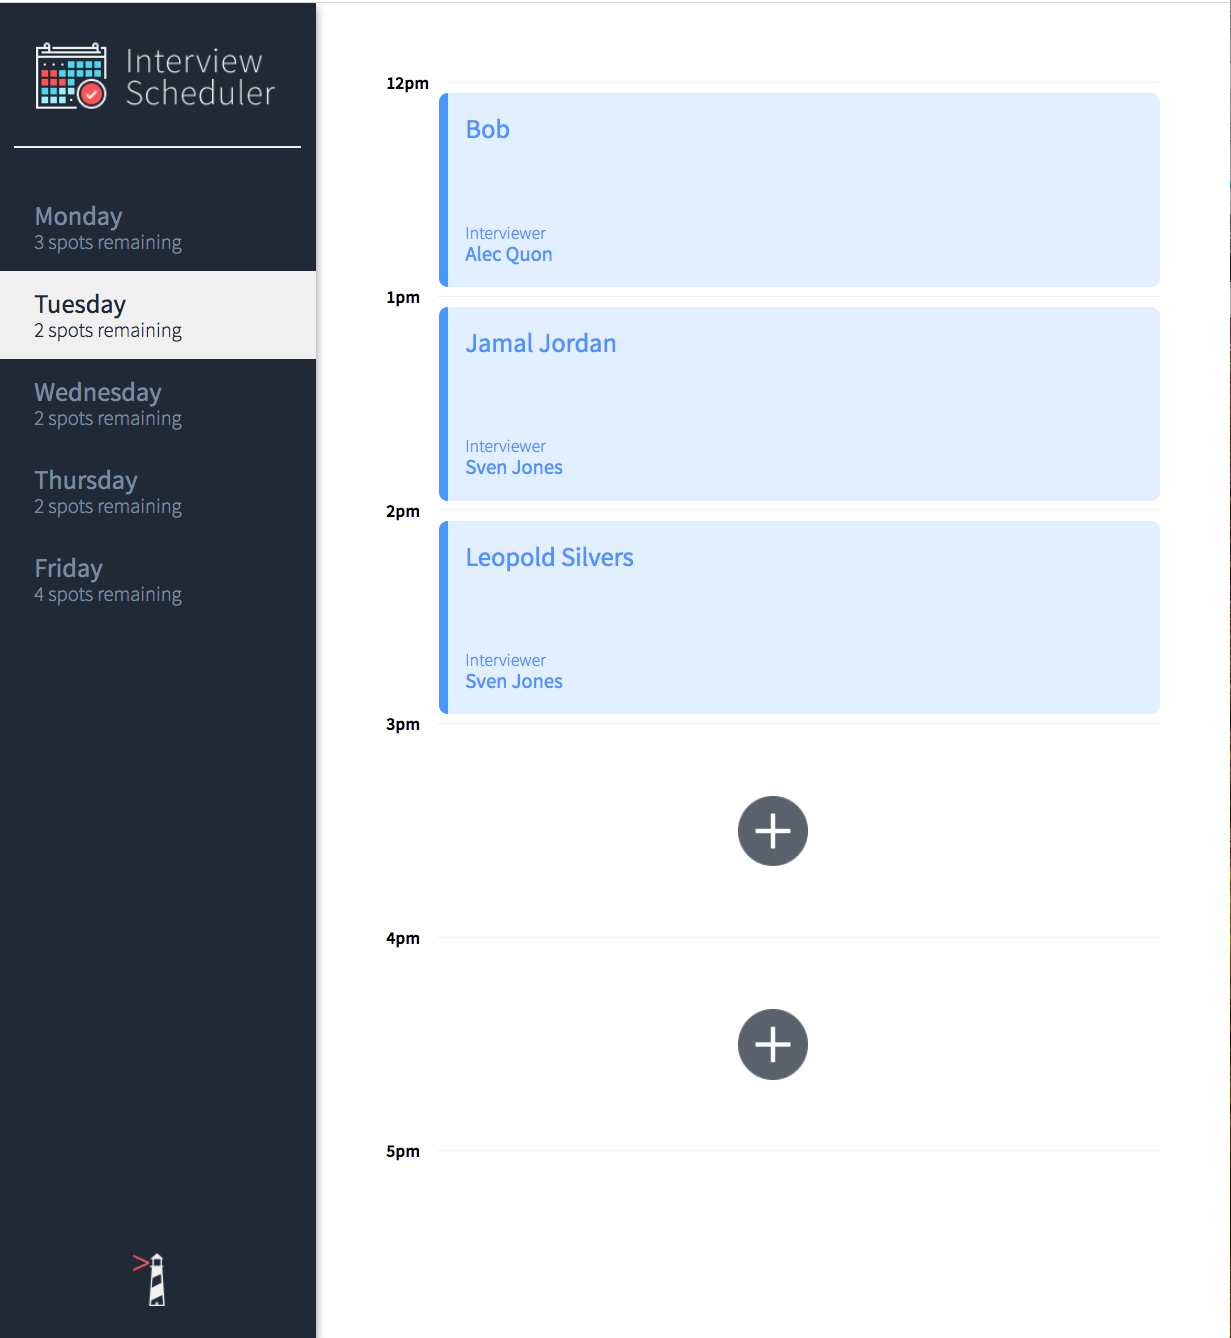 Interview
Scheduler
Monday
3 spots remaining
Tuesday
2 spots remaining
Wednesday
2 spots remaining
Thursday
2 spots remaining
Friday
4 spots remaining
12pm
Bob
Interviewer
Alec Quon
1pm
Jamal Jordan
Interviewer
Sven Jones
2pm
Leopold Silvers
Interviewer
Sven Jones
3pm
4pm
5pm